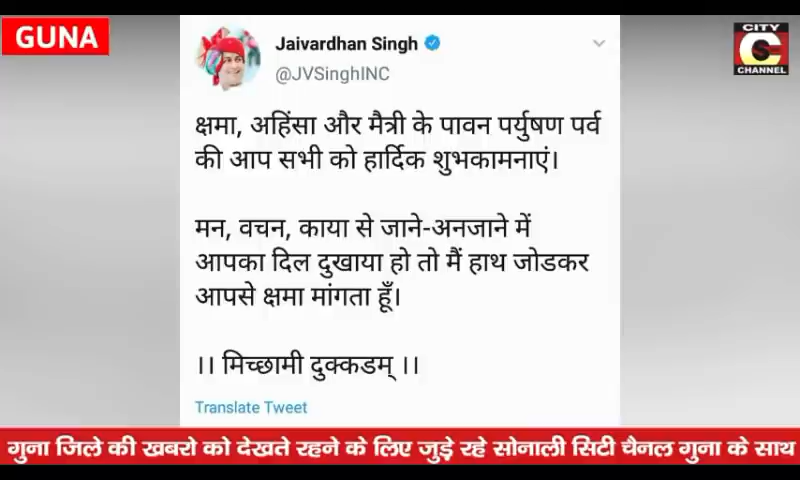 GUNA
CITY
CHANNEL
Jaivardhan Singh
@JVSinghINC
क्षमा, अहिंसा और मैत्री के पावन पर्युषण पर्व
की आप सभी को हार्दिक शुभकामनाएं।
मन, वचन, काया से जाने-अनजाने में
आपका दिल दुखाया हो तो मैं हाथ जोडकर
आपसे क्षमा मांगता हूँ।
।। मिच्छामी दुक्कडम् ।।
Translate Tweet
गुना जिले की खबरो को देखते रहने के लिए जुड़े रहे सोनाली सिटी चैनल गुना के साथ